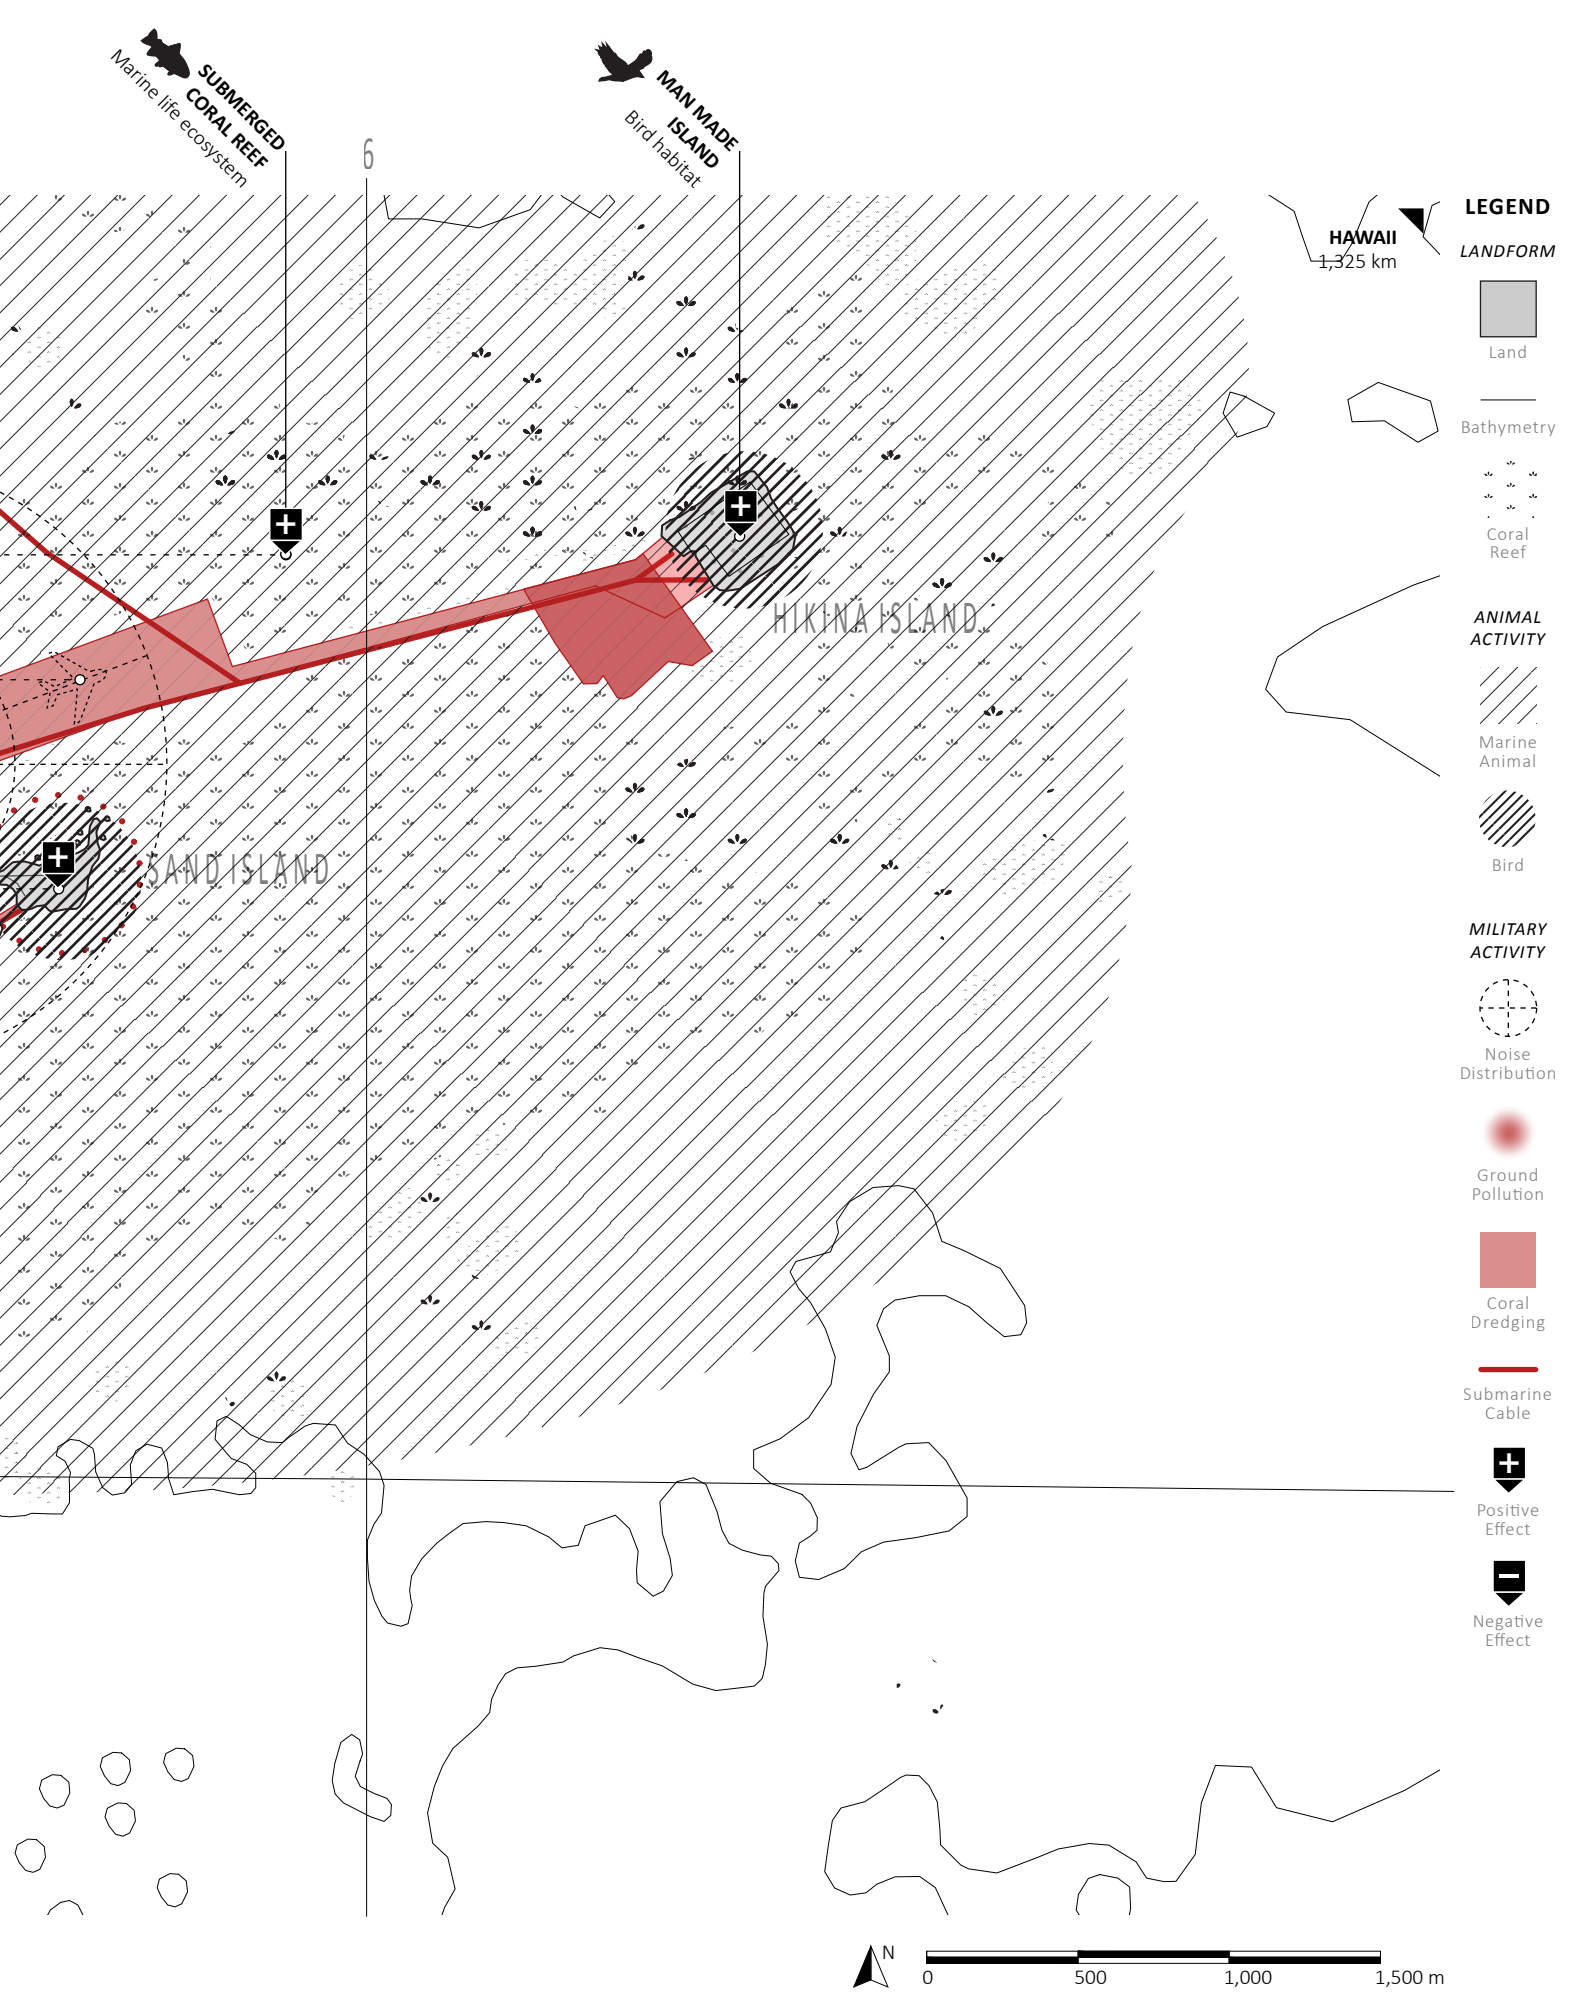 SUBMERGED
CORAL REEF
Marine life ecosystem
MAN MADE
ISLAND
Bird habitat
6
HAWAII
1,325 km
HIKINA ISLAND
SAND ISLAND
LEGEND
LANDFORM
Land
Bathymetry
Coral
Reef
ANIMAL
ACTIVITY
Marine
Animal
Bird
MILITARY
ACTIVITY
Noise
Distribution
Ground
Pollution
Coral
Dredging
Submarine
Cable
Positive
Effect
Negative
Effect
N
0
500
1,000
1,500 m